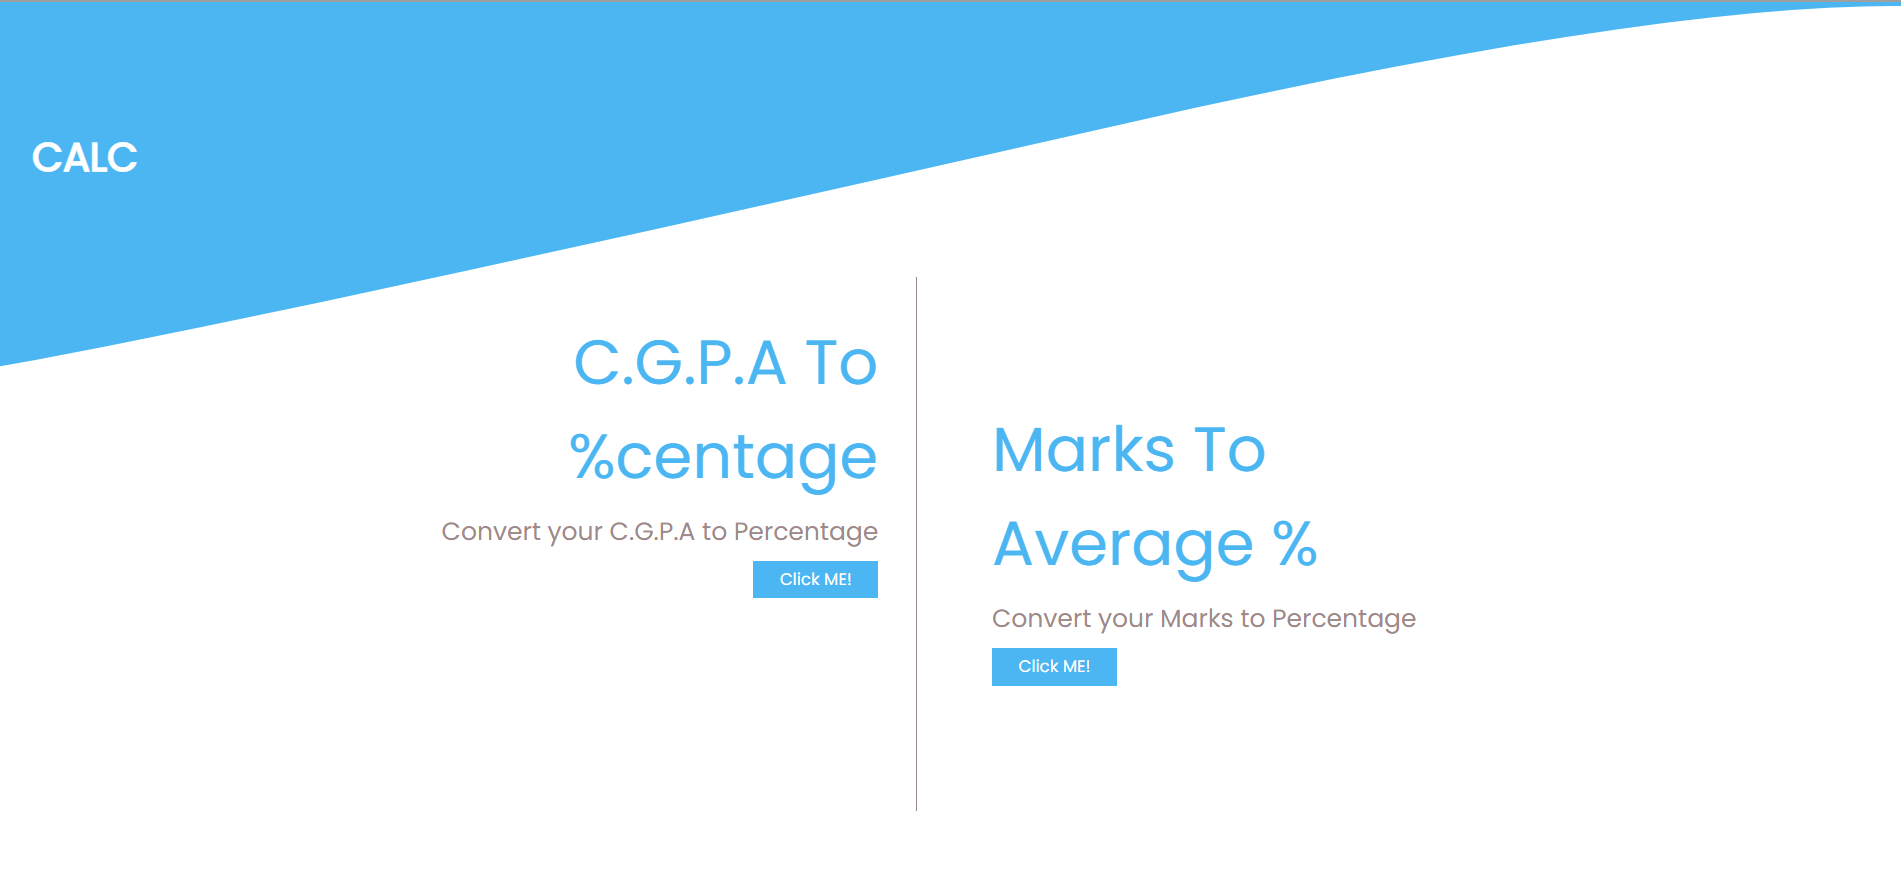 CALC
C.G.P.A To
%centage
Convert your C.G.P.A to Percentage
Click ME!
Marks To
Average %
Convert your Marks to Percentage
Click ME!